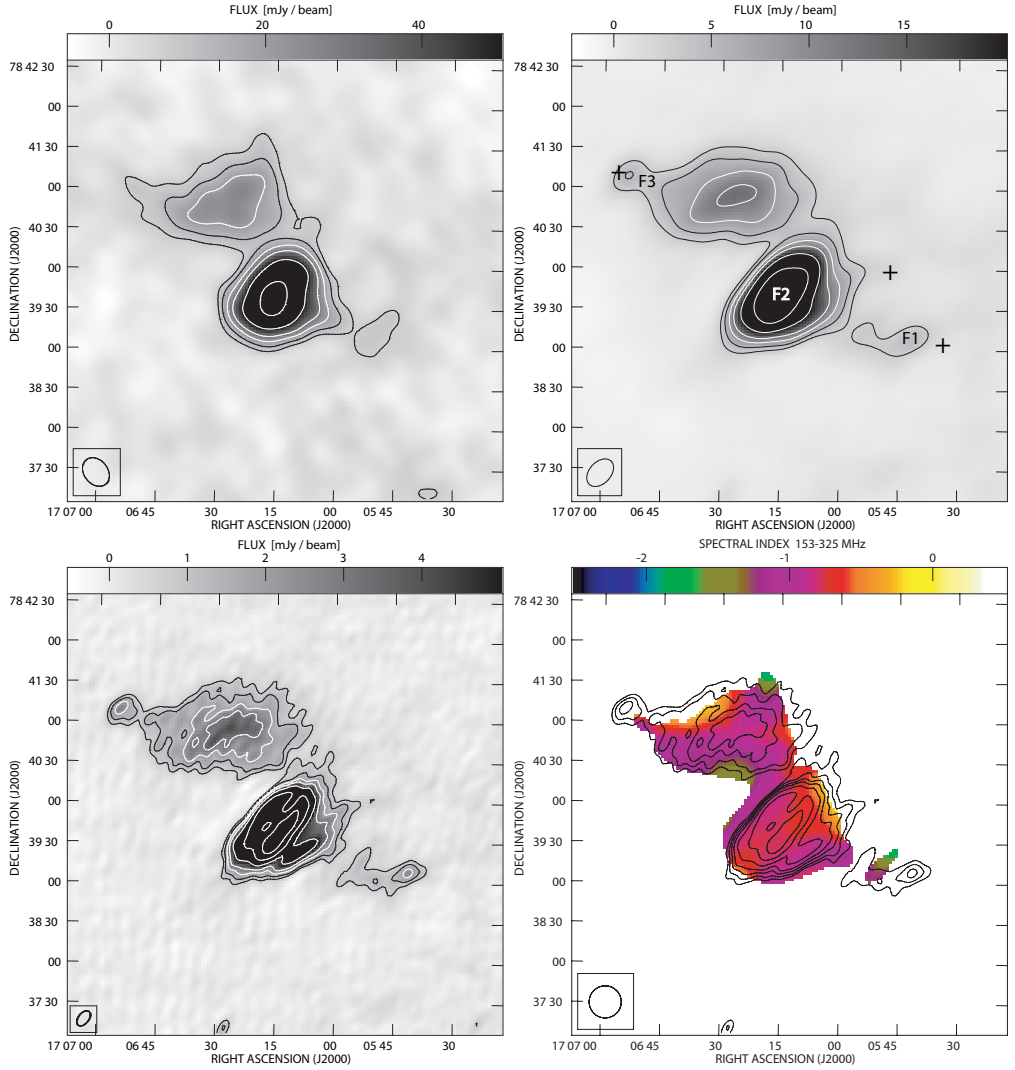 FLUX [mJy / beam]
0 20 40
78 42 30
00
41 30
00
40 30
00
39 30
00
38 30
00
37 30
DECLINATION (J2000)
17 07 00 06 45 30 15 00 05 45 30
RIGHT ASCENSION (J2000)
FLUX [mJy / beam]
0 5 10 15
78 42 30
00
41 30
00
40 30
00
39 30
00
38 30
00
37 30
DECLINATION (J2000)
F3
F2
F1
17 07 00 06 45 30 15 00 05 45 30
RIGHT ASCENSION (J2000)
FLUX [mJy / beam]
0 1 2 3 4
78 42 30
00
41 30
00
40 30
00
39 30
00
38 30
00
37 30
DECLINATION (J2000)
17 07 00 06 45 30 15 00 05 45 30
RIGHT ASCENSION (J2000)
SPECTRAL INDEX 153-325 MHz
-2 -1 0
78 42 30
00
41 30
00
40 30
00
39 30
00
38 30
00
37 30
DECLINATION (J2000)
17 07 00 06 45 30 15 00 05 45 30
RIGHT ASCENSION (J2000)